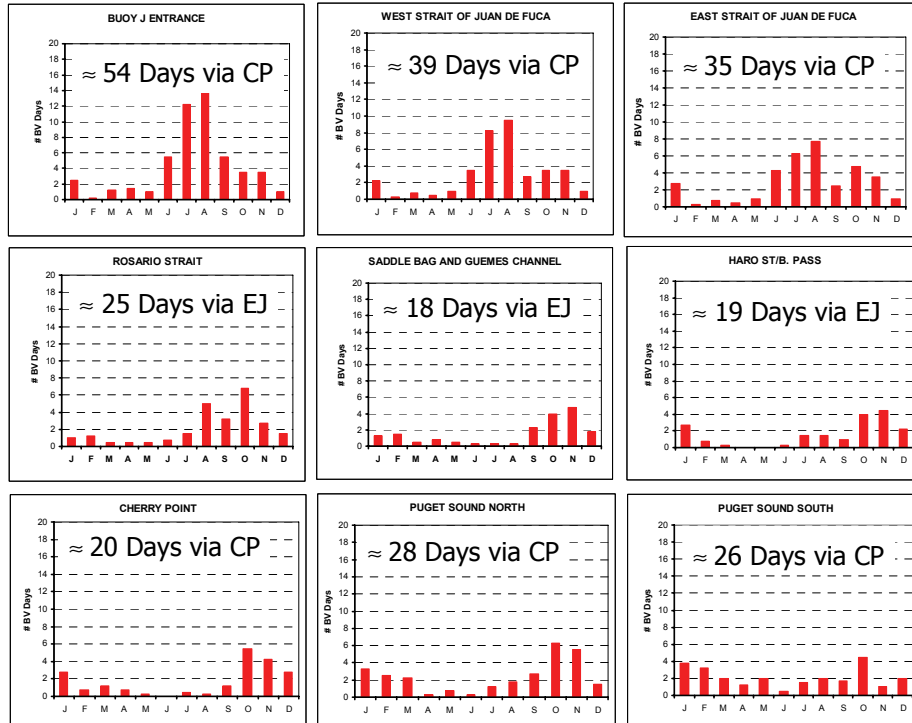 BUOY J ENTRANCE
≈ 54 Days via CP
# BV Days
20
18
16
14
12
10
8
6
4
2
0
J F M A M J J A S O N D
WEST STRAIT OF JUAN DE FUCA
≈ 39 Days via CP
# BV Days
20
18
16
14
12
10
8
6
4
2
0
J F M A M J J A S O N D
EAST STRAIT OF JUAN DE FUCA
≈ 35 Days via CP
# BV Days
20
18
16
14
12
10
8
6
4
2
0
J F M A M J J A S O N D
ROSARIO STRAIT
≈ 25 Days via EJ
# BV Days
20
18
16
14
12
10
8
6
4
2
0
J F M A M J J A S O N D
SADDLE BAG AND GUEMES CHANNEL
≈ 18 Days via EJ
# BV Days
20
18
16
14
12
10
8
6
4
2
0
J F M A M J J A S O N D
HARO ST/B. PASS
≈ 19 Days via EJ
# BV Days
20
18
16
14
12
10
8
6
4
2
0
J F M A M J J A S O N D
CHERRY POINT
≈ 20 Days via CP
# BV Days
20
18
16
14
12
10
8
6
4
2
0
J F M A M J J A S O N D
PUGET SOUND NORTH
≈ 28 Days via CP
# BV Days
20
18
16
14
12
10
8
6
4
2
0
J F M A M J J A S O N D
PUGET SOUND SOUTH
≈ 26 Days via CP
# BV Days
20
18
16
14
12
10
8
6
4
2
0
J F M A M J J A S O N D